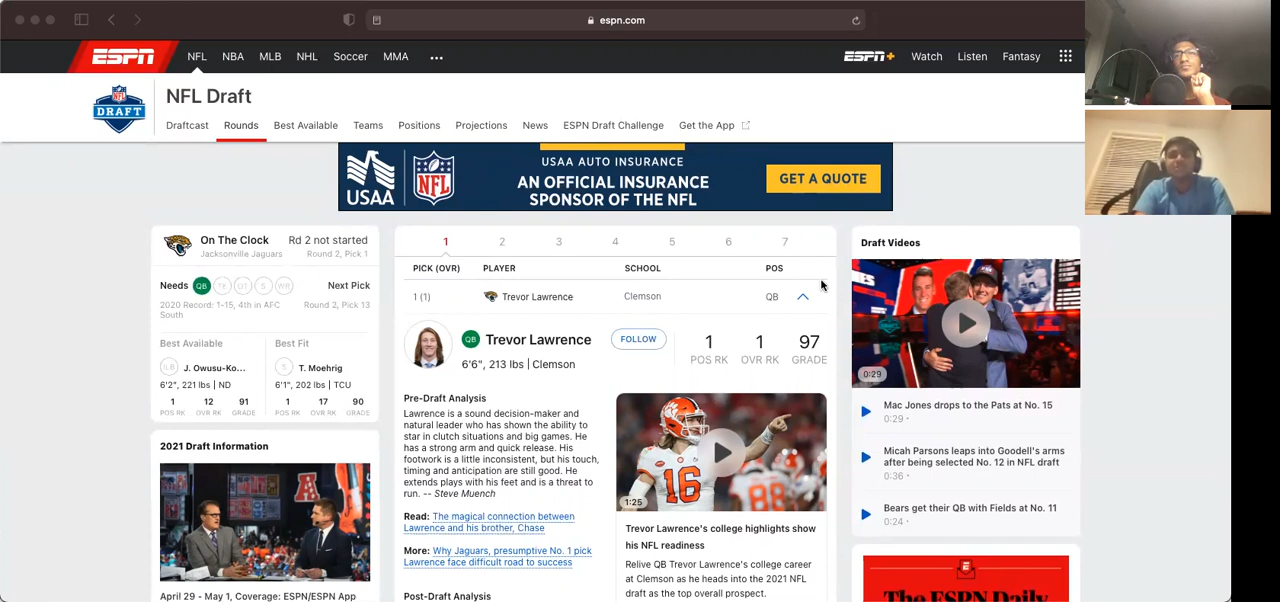 espn.com
ESPN
NFL
NBA
MLB
NHL
Soccer
MMA
...
ESPN+
Watch
Listen
Fantasy
NFL
DRAFT
NFL Draft
Draftcast
Rounds
Best Available
Teams
Positions
Projections
News
ESPN Draft Challenge
Get the App
USAA
NFL
USAA AUTO INSURANCE
AN OFFICIAL INSURANCE
SPONSOR OF THE NFL
GET A QUOTE
On The Clock
Rd 2 not started
Jacksonville Jaguars
Round 2, Pick 1
Needs
QB
TE
OT
S
WR
Next Pick
2020 Record: 1-15, 4th in AFC
South
Round 2, Pick 13
Best Available
ILB
J. Owusu-Ko...
6'2", 221 lbs | ND
1 12 91
POS RK OVR RK GRADE
Best Fit
S
T. Moehrig
6'1", 202 lbs | TCU
1 17 90
POS RK OVR RK GRADE
2021 Draft Information
April 29 - May 1, Coverage: ESPN/ESPN App
1 2 3 4 5 6 7
PICK (OVR) PLAYER SCHOOL POS
1 (1) Trevor Lawrence Clemson QB
QB Trevor Lawrence
6'6", 213 lbs | Clemson
FOLLOW
1 1 97
POS RK OVR RK GRADE
Pre-Draft Analysis
Lawrence is a sound decision-maker and
natural leader who has shown the ability to
star in clutch situations and big games. He
has a strong arm and quick release. His
footwork is a little inconsistent, but his touch,
timing and anticipation are still good. He
extends plays with his feet and is a threat to
run. -- Steve Muench
Read: The magical connection between
Lawrence and his brother, Chase
More: Why Jaguars, presumptive No. 1 pick
Lawrence face difficult road to success
Post-Draft Analysis
16
88
1:25
Trevor Lawrence's college highlights show
his NFL readiness
Relive QB Trevor Lawrence's college career
at Clemson as he heads into the 2021 NFL
draft as the top overall prospect.
Draft Videos
0:29
Mac Jones drops to the Pats at No. 15
0:29
Micah Parsons leaps into Goodell's arms
after being selected No. 12 in NFL draft
0:36
Bears get their QB with Fields at No. 11
0:24
The ESPN Daily